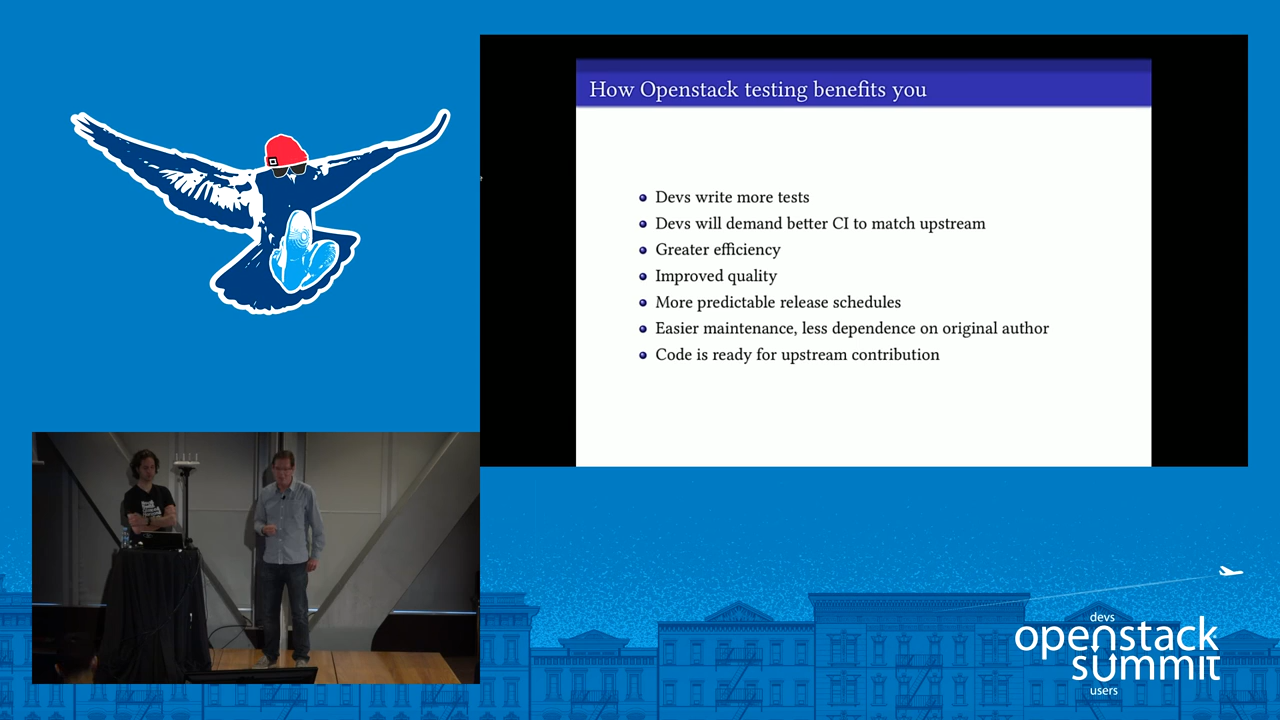 How Openstack testing benefits you
Devs write more tests
Devs will demand better CI to match upstream
Greater efficiency
Improved quality
More predictable release schedules
Easier maintenance, less dependence on original author
Code is ready for upstream contribution
devs
openstack
summit
users